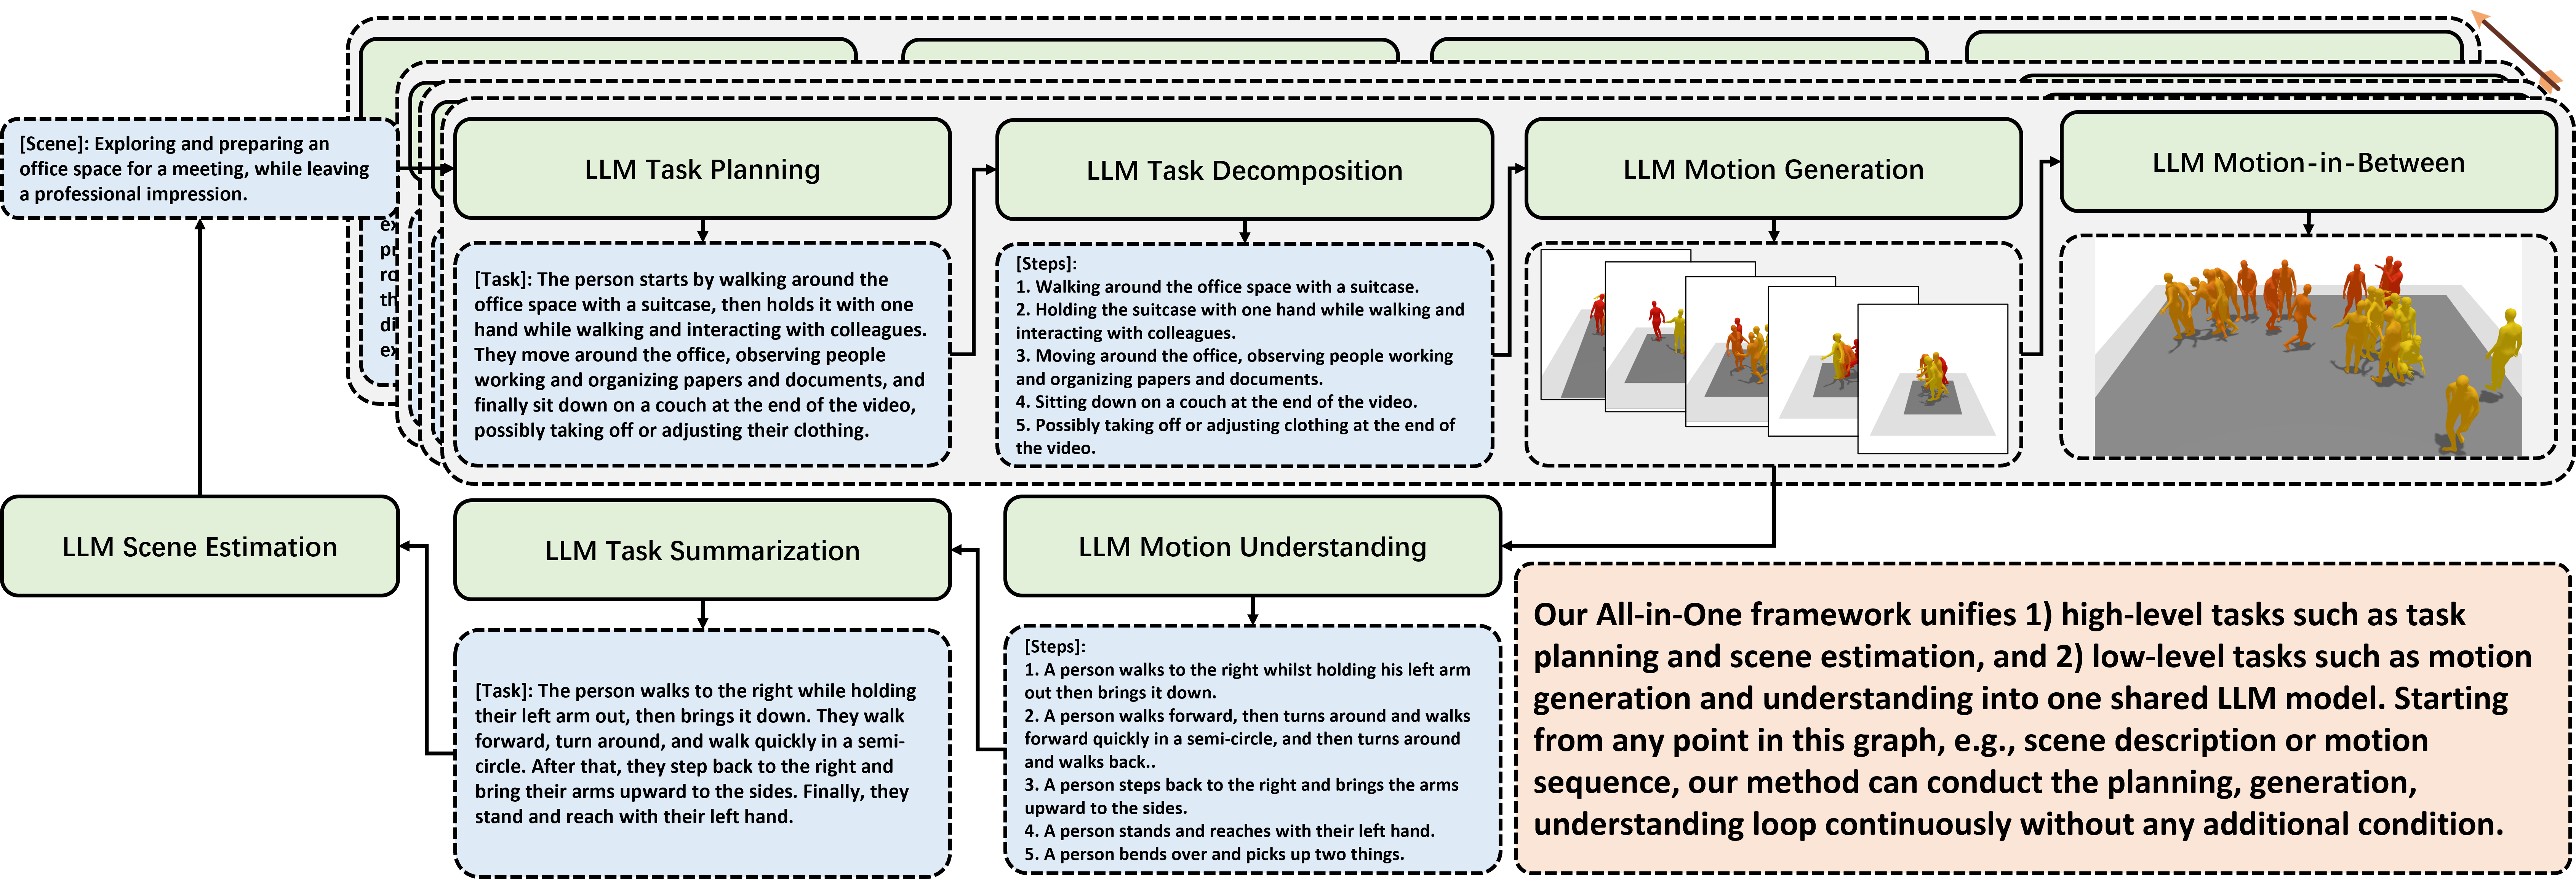 [Scene]: Exploring and preparing an
office space for a meeting, while leaving
a professional impression.
ex
pr
ro
th
di
ex
LLM Task Planning
[Task]: The person starts by walking around the
office space with a suitcase, then holds it with one
hand while walking and interacting with colleagues.
They move around the office, observing people
working and organizing papers and documents, and
finally sit down on a couch at the end of the video,
possibly taking off or adjusting their clothing.
LLM Task Decomposition
[Steps]:
1. Walking around the office space with a suitcase.
2. Holding the suitcase with one hand while walking and
interacting with colleagues.
3. Moving around the office, observing people working
and organizing papers and documents.
4. Sitting down on a couch at the end of the video.
5. Possibly taking off or adjusting clothing at the end of
the video.
LLM Motion Generation
LLM Motion-in-Between
LLM Scene Estimation
LLM Task Summarization
[Task]: The person walks to the right while holding
their left arm out, then brings it down. They walk
forward, turn around, and walk quickly in a semi-
circle. After that, they step back to the right and
bring their arms upward to the sides. Finally, they
stand and reach with their left hand.
LLM Motion Understanding
[Steps]:
1. A person walks to the right whilst holding his left arm
out then brings it down.
2. A person walks forward, then turns around and walks
forward quickly in a semi-circle, and then turns around
and walks back..
3. A person steps back to the right and brings the arms
upward to the sides.
4. A person stands and reaches with their left hand.
5. A person bends over and picks up two things.
Our All-in-One framework unifies 1) high-level tasks such as task
planning and scene estimation, and 2) low-level tasks such as motion
generation and understanding into one shared LLM model. Starting
from any point in this graph, e.g., scene description or motion
sequence, our method can conduct the planning, generation,
understanding loop continuously without any additional condition.